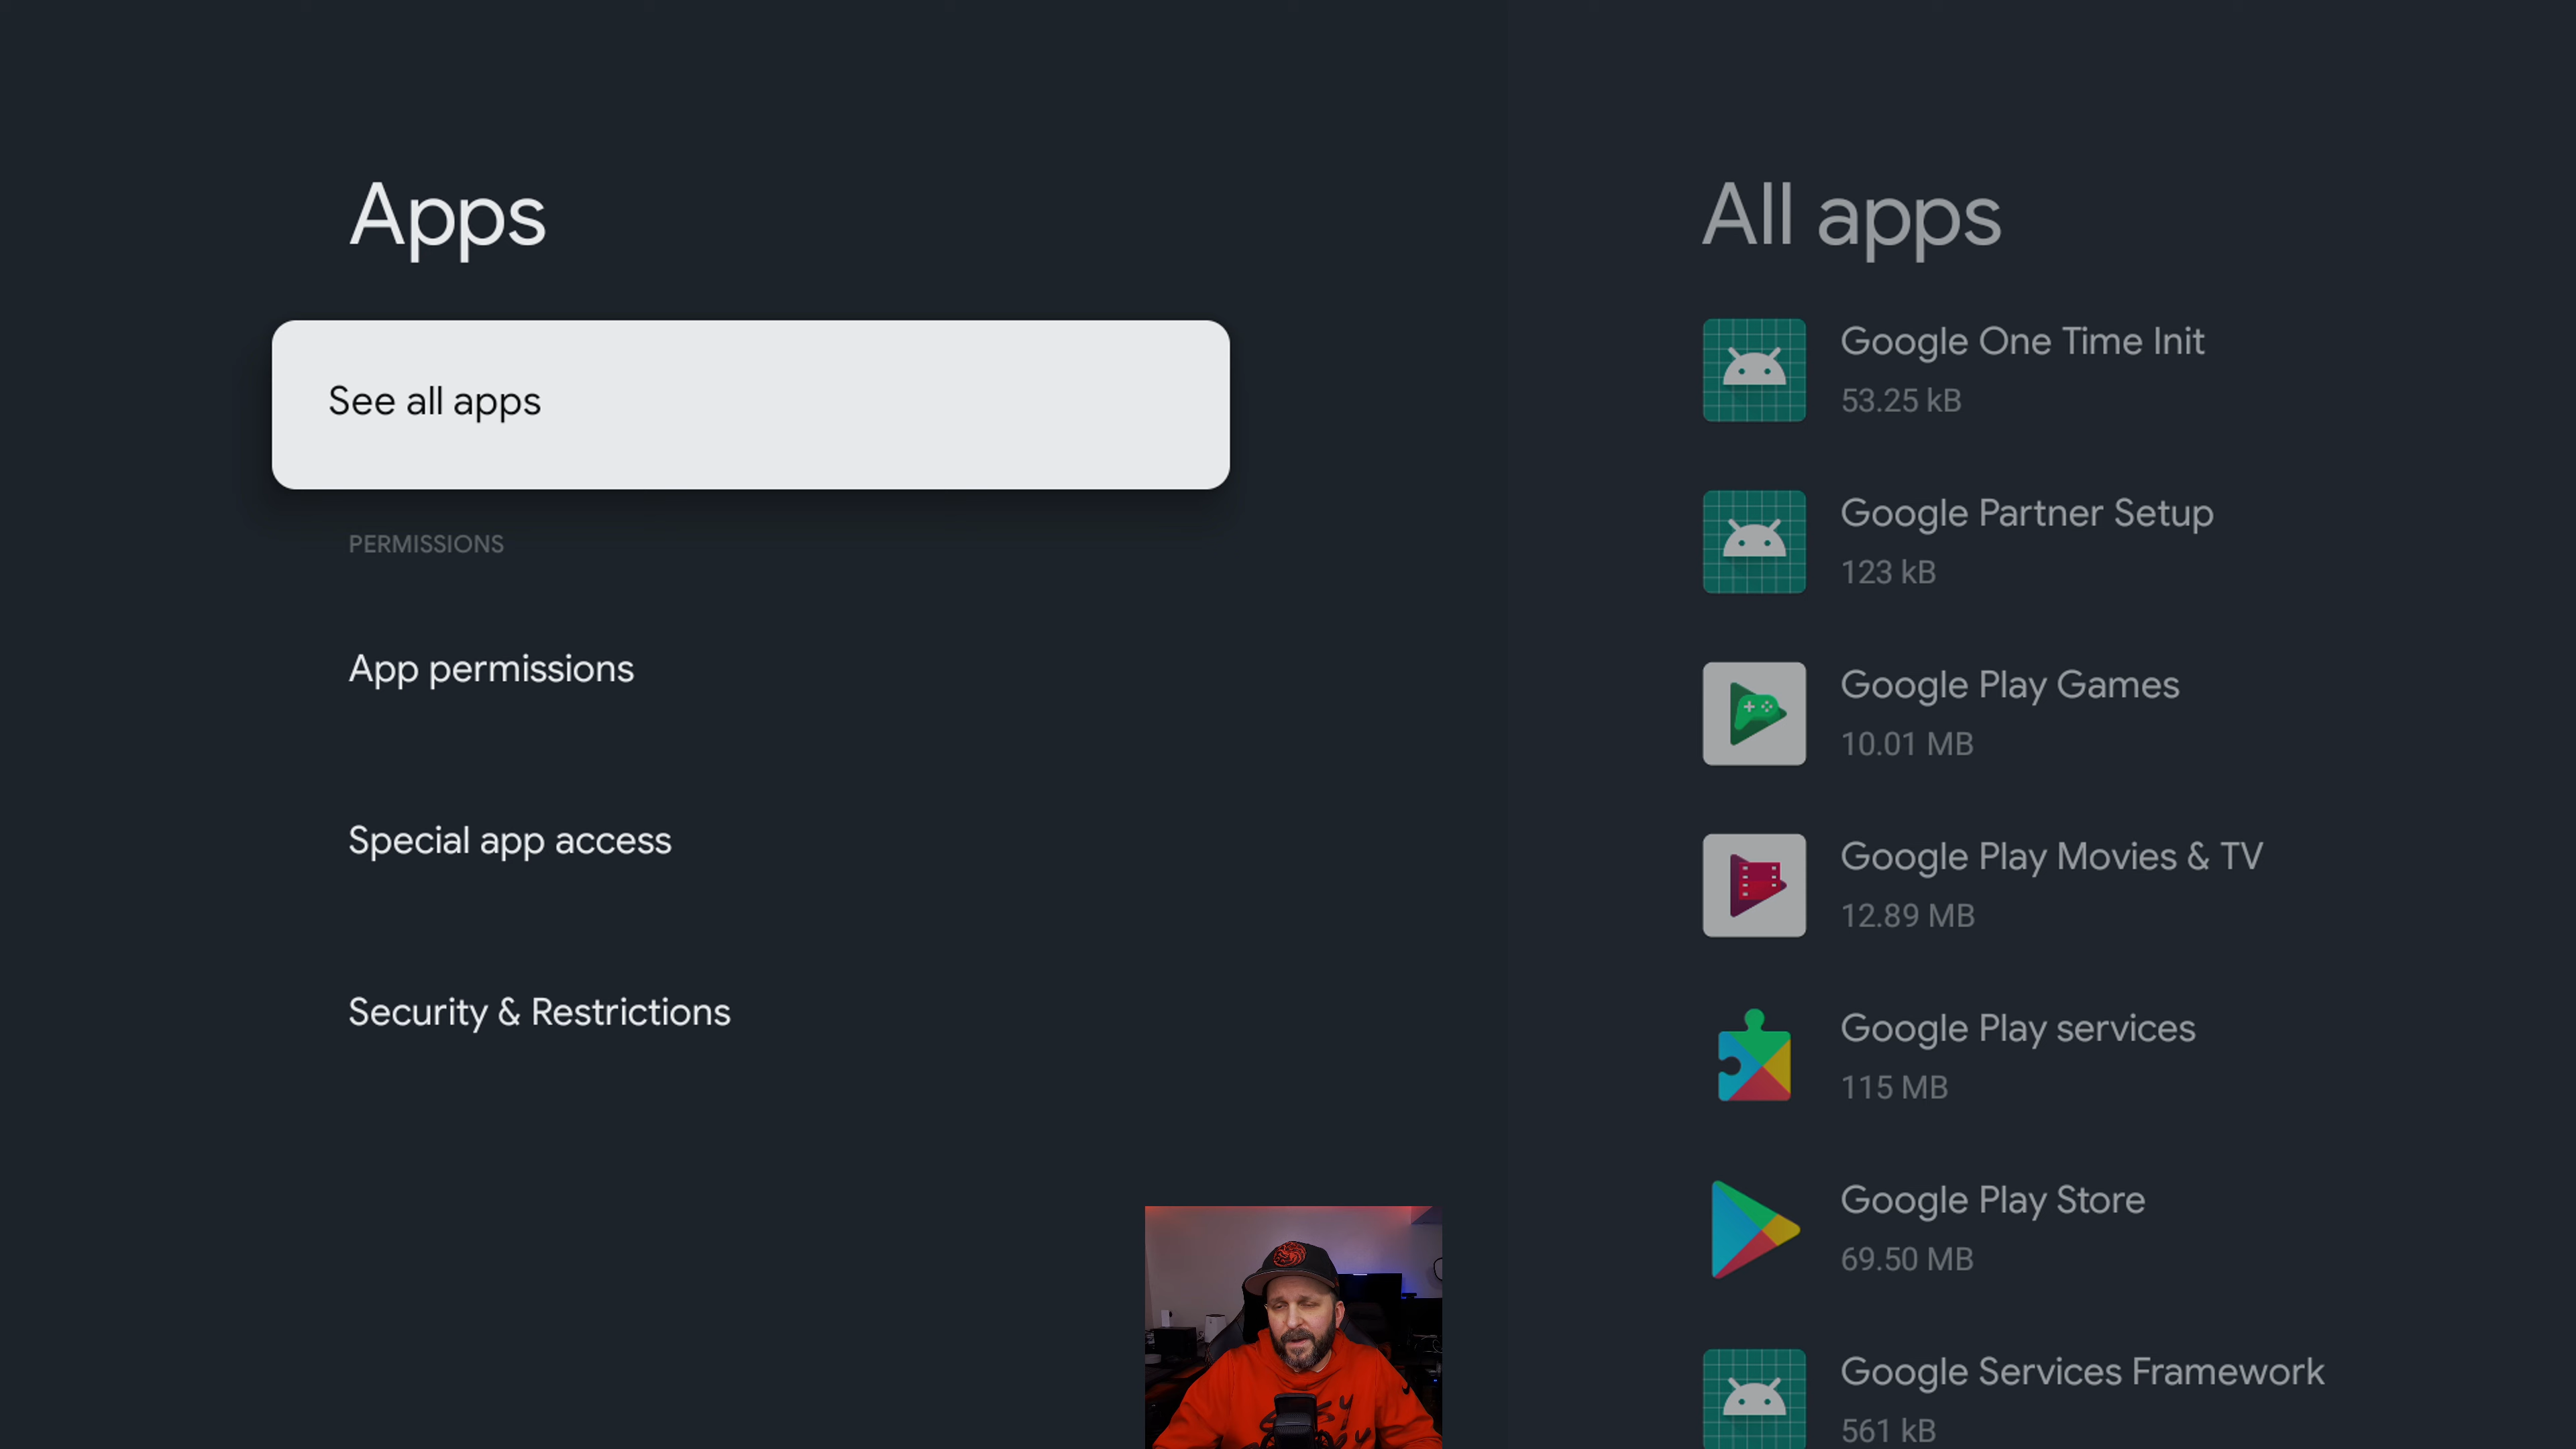 Apps
See all apps
PERMISSIONS
App permissions
Special app access
Security & Restrictions
All apps
Google One Time Init
53.25 kB
Google Partner Setup
123 kB
Google Play Games
10.01 MB
Google Play Movies & TV
12.89 MB
Google Play services
115 MB
Google Play Store
69.50 MB
Google Services Framework
561 kB